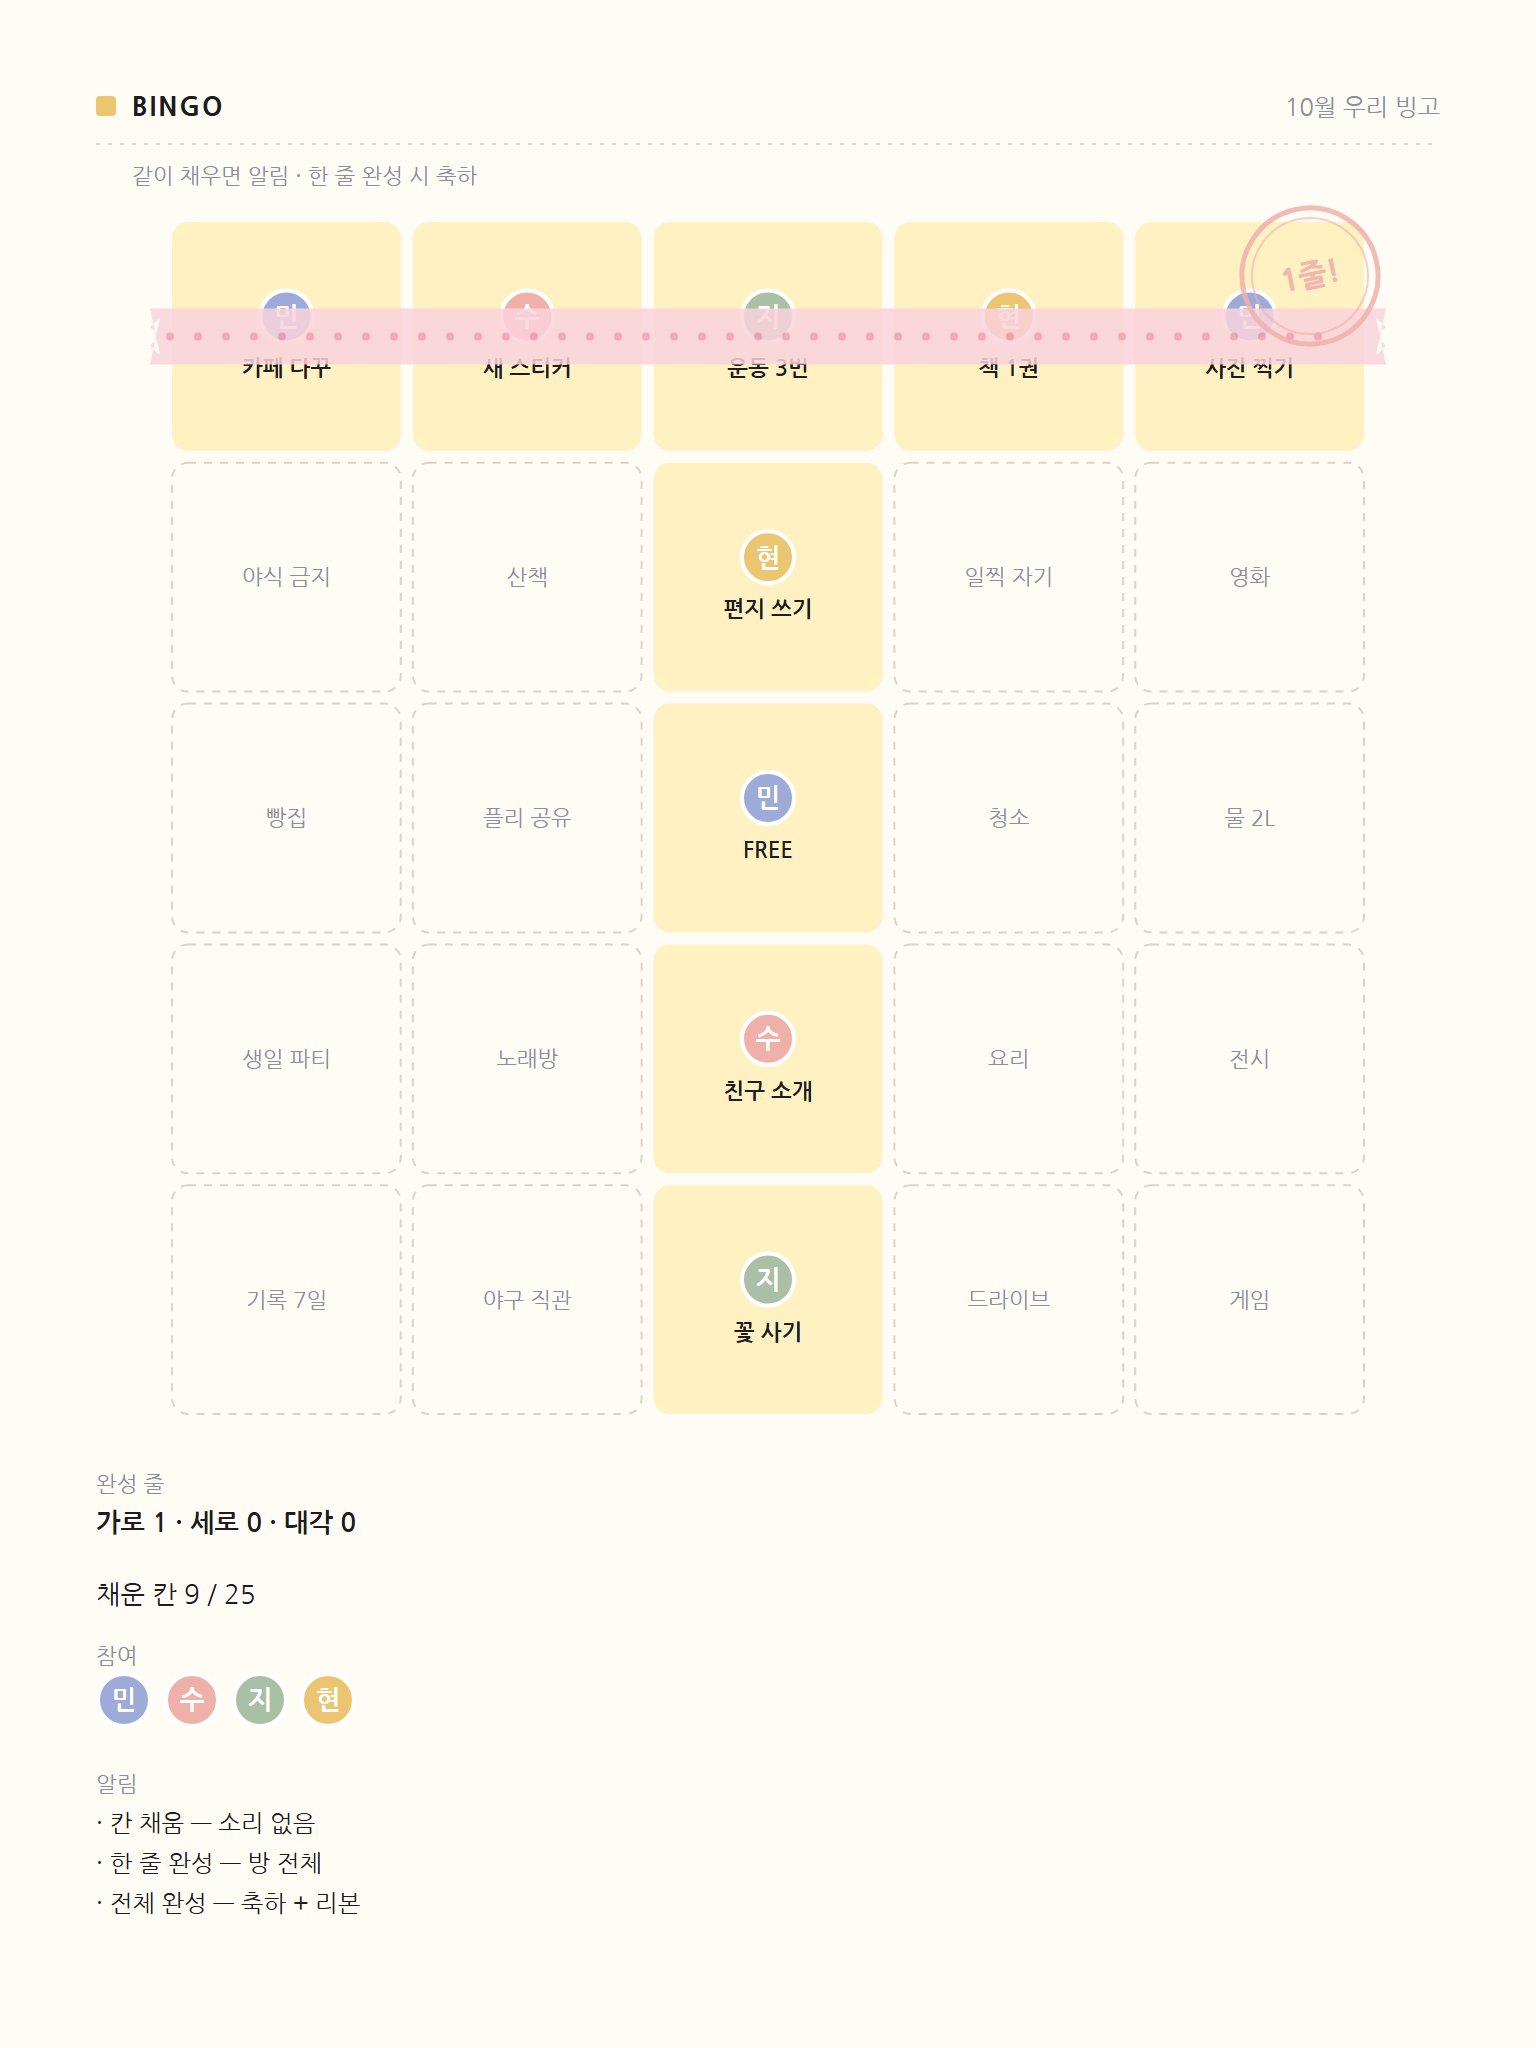 BINGO
10월 우리 빙고
같이 채우면 알림 · 한 줄 완성 시 축하
1줄!
민 수 지 현 민
카페 다꾸 새 스티커 운동 3번 책 1권 사진 찍기
현
야식 금지 산책 편지 쓰기 일찍 자기 영화
민
빵집 플리 공유 FREE 청소 물 2L
수
생일 파티 노래방 친구 소개 요리 전시
지
기록 7일 야구 직관 꽃 사기 드라이브 게임
완성 줄
가로 1 · 세로 0 · 대각 0
채운 칸 9 / 25
참여
민 수 지 현
알림
· 칸 채움 — 소리 없음
· 한 줄 완성 — 방 전체
· 전체 완성 — 축하 + 리본